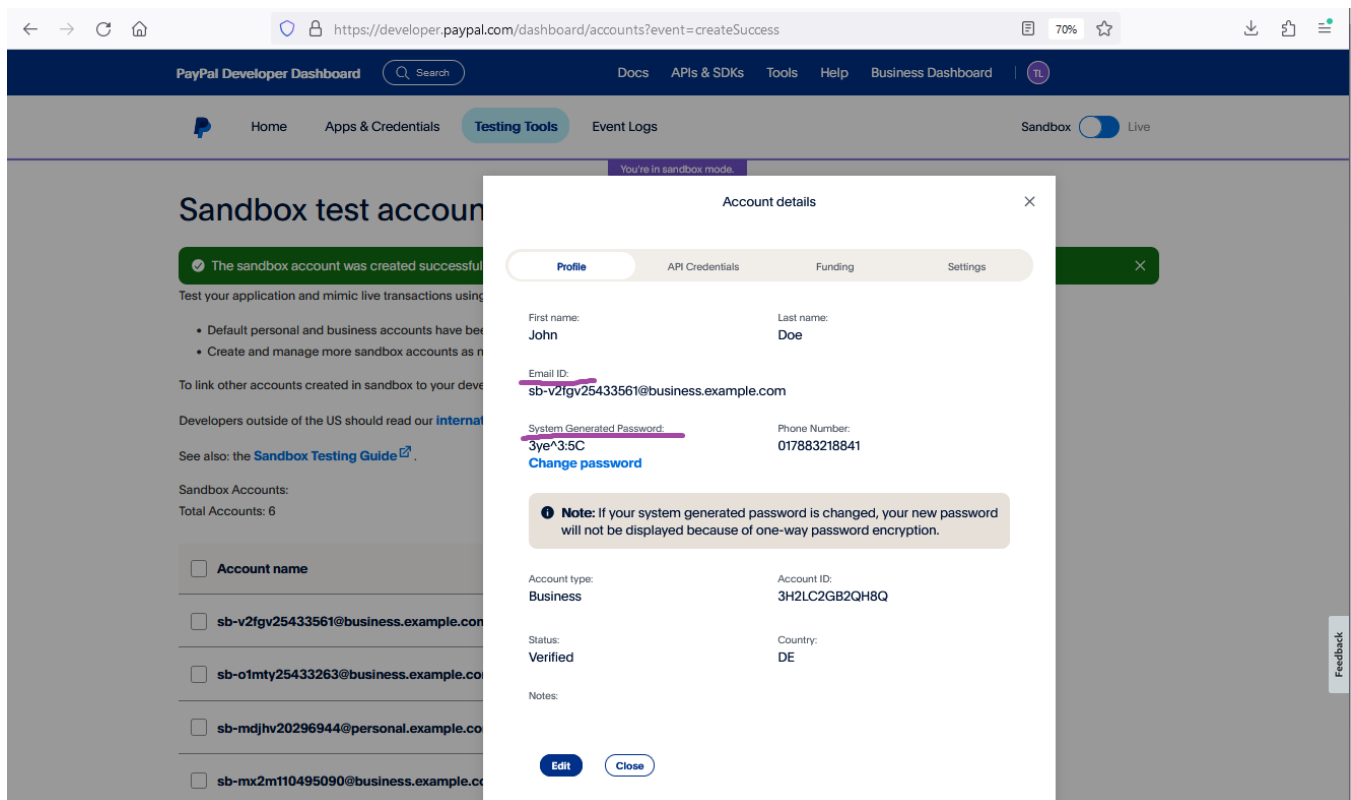 https://developer.paypal.com/dashboard/accounts?event=createSuccess
70%
PayPal Developer Dashboard
Search
Docs
APIs & SDKs
Tools
Help
Business Dashboard
TL
Home
Apps & Credentials
Testing Tools
Event Logs
Sandbox
Live
You're in sandbox mode.
Sandbox test accoun
The sandbox account was created successful
Test your application and mimic live transactions using
• Default personal and business accounts have bee
• Create and manage more sandbox accounts as n
To link other accounts created in sandbox to your deve
Developers outside of the US should read our internat
See also: the Sandbox Testing Guide .
Sandbox Accounts:
Total Accounts: 6
Account name
sb-v2fgv25433561@business.example.con
sb-o1mty25433263@business.example.co
sb-mdjhv20296944@personal.example.co
sb-mx2m110495090@business.example.cc
Account details
Profile
API Credentials
Funding
Settings
First name:
Last name:
John
Doe
Email ID:
sb-v2fgv25433561@business.example.com
System Generated Password:
Phone Number:
3ye^3:5C
017883218841
Change password
Note: If your system generated password is changed, your new password
will not be displayed because of one-way password encryption.
Account type:
Account ID:
Business
3H2LC2GB2QH8Q
Status:
Country:
Verified
DE
Notes:
Edit
Close
Feedback